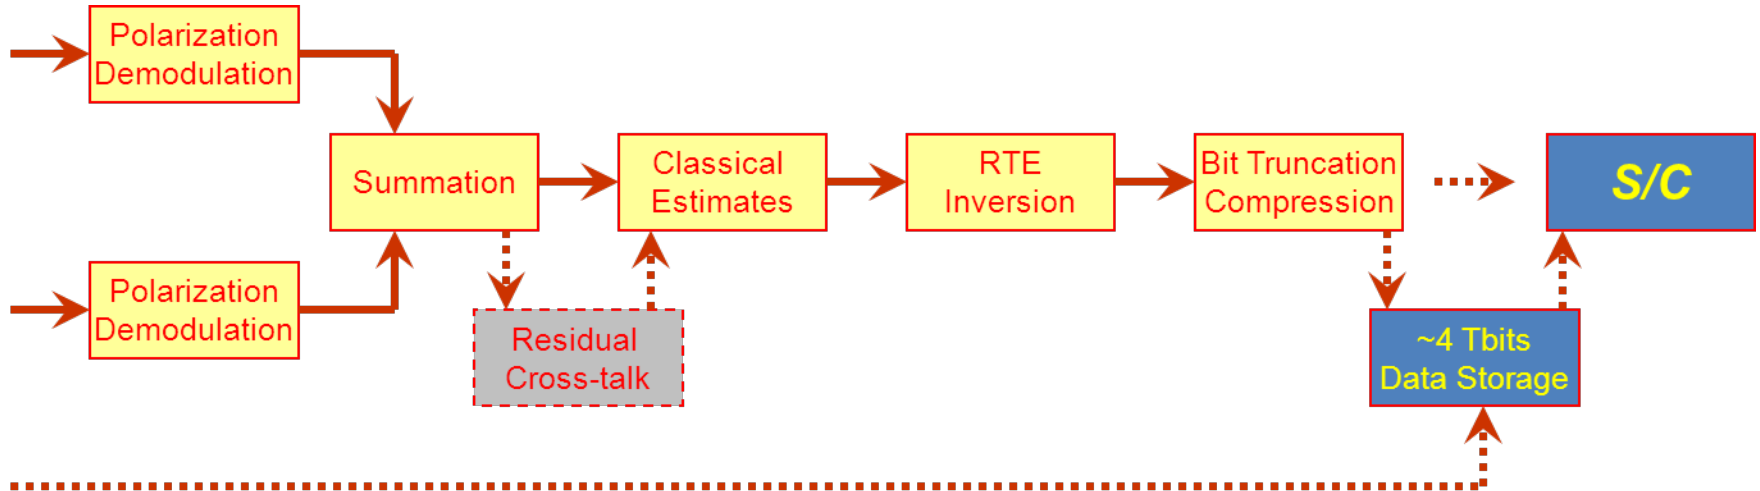 Polarization
Demodulation
Summation
Classical
Estimates
RTE
Inversion
Bit Truncation
Compression
S/C
Polarization
Demodulation
Residual
Cross-talk
~4 Tbits
Data Storage